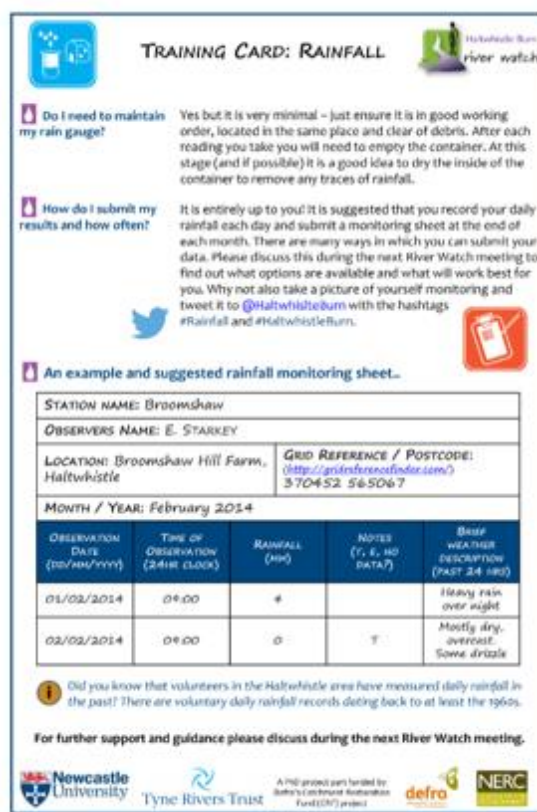 TRAINING CARD: RAINFALL
Haltwhistle Burn
river watch
Do I need to maintain
my rain gauge?
Yes but it is very minimal – just ensure it is in good working
order, located in the same place and clear of debris. After each
reading you take you will need to empty the container. At this
stage (and if possible) it is a good idea to dry the inside of the
container to remove any traces of rainfall.
How do I submit my
results and how often?
It is entirely up to you! It is suggested that you record your daily
rainfall each day and submit a monitoring sheet at the end of
each month. There are many ways in which you can submit your
data. Please discuss this during the next River Watch meeting to
find out what options are available and what will work best for
you. Why not also take a picture of yourself monitoring and
tweet it to @HaltwhistleBurn with the hashtags
#Rainfall and #HaltwhistleBurn.
An example and suggested rainfall monitoring sheet..
STATION NAME: Broomshaw
OBSERVERS NAME: E. STARKEY
LOCATION: Broomshaw Hill Farm,
Haltwhistle
GRID REFERENCE / POSTCODE:
(http://gridreferencefinder.com/)
370452 565067
MONTH / YEAR: February 2014
OBSERVATION
DATE
(DD/MM/YYYY)
TIME OF
OBSERVATION
(24HR CLOCK)
RAINFALL
(MM)
NOTES
(T, E, NO
DATA?)
BRIEF
WEATHER
DESCRIPTION
(PAST 24 HRS)
01/02/2014 09:00 4 Heavy rain
over night
02/02/2014 09:00 0 T Mostly dry,
overcast.
Some drizzle
Did you know that volunteers in the Haltwhistle area have measured daily rainfall in
the past? There are voluntary daily rainfall records dating back to at least the 1960s.
For further support and guidance please discuss during the next River Watch meeting.
Newcastle
University
Tyne Rivers Trust
A PhD project part funded by
Defra's Catchment Restoration
Fund (CRF) project
defra
NERC